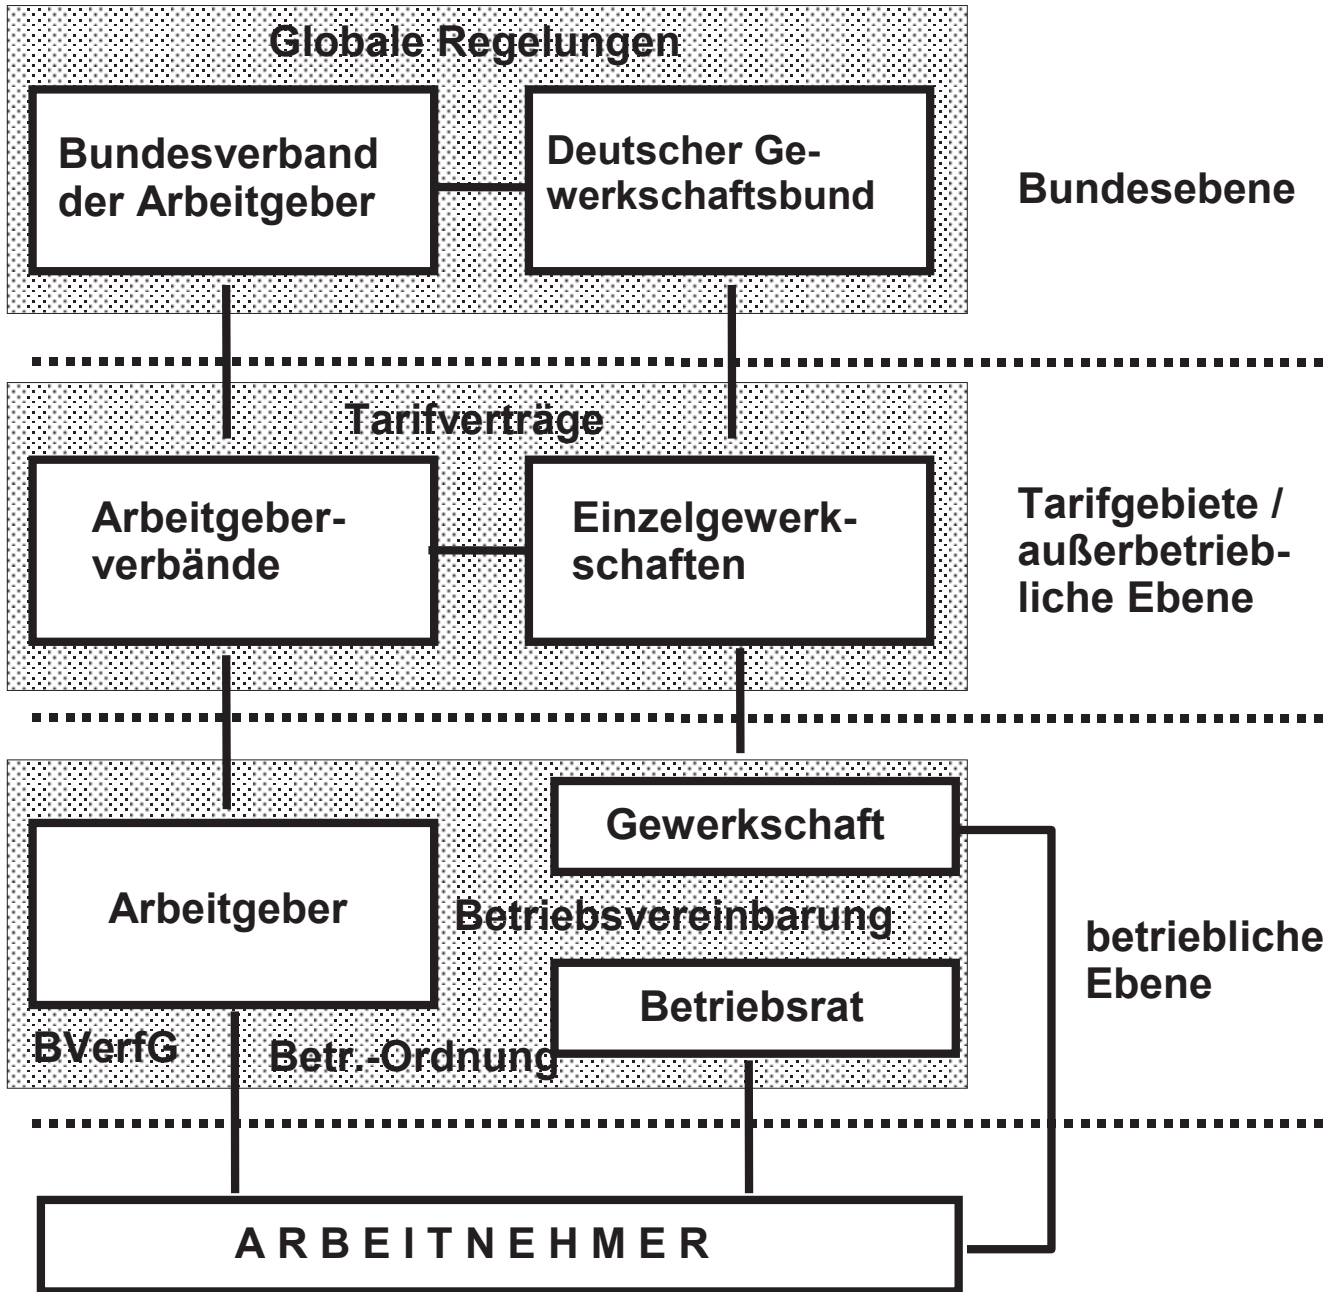 Globale Regelungen
Bundesverband
der Arbeitgeber
Deutscher Ge-
werkschaftsbund
Bundesebene
Tarifverträge
Arbeitgeber-
verbände
Einzelgewerk-
schaften
Tarifgebiete /
außerbetrieb-
liche Ebene
Gewerkschaft
Arbeitgeber
Betriebsvereinbarung
betriebliche
Ebene
Betriebsrat
BVerfG
Betr.-Ordnung
ARBEITNEHMER